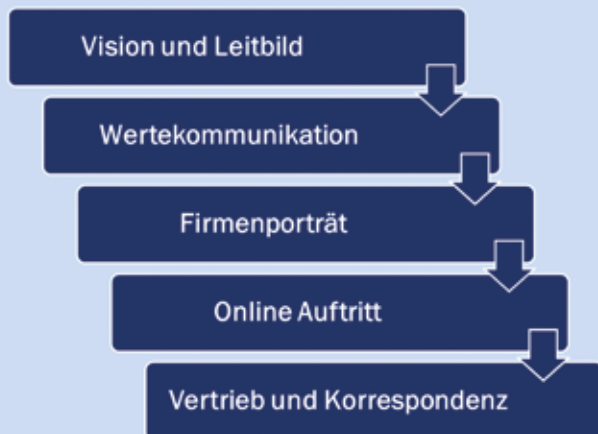 Vision und Leitbild
Wertekommunikation
Firmenporträt
Online Auftritt
Vertrieb und Korrespondenz